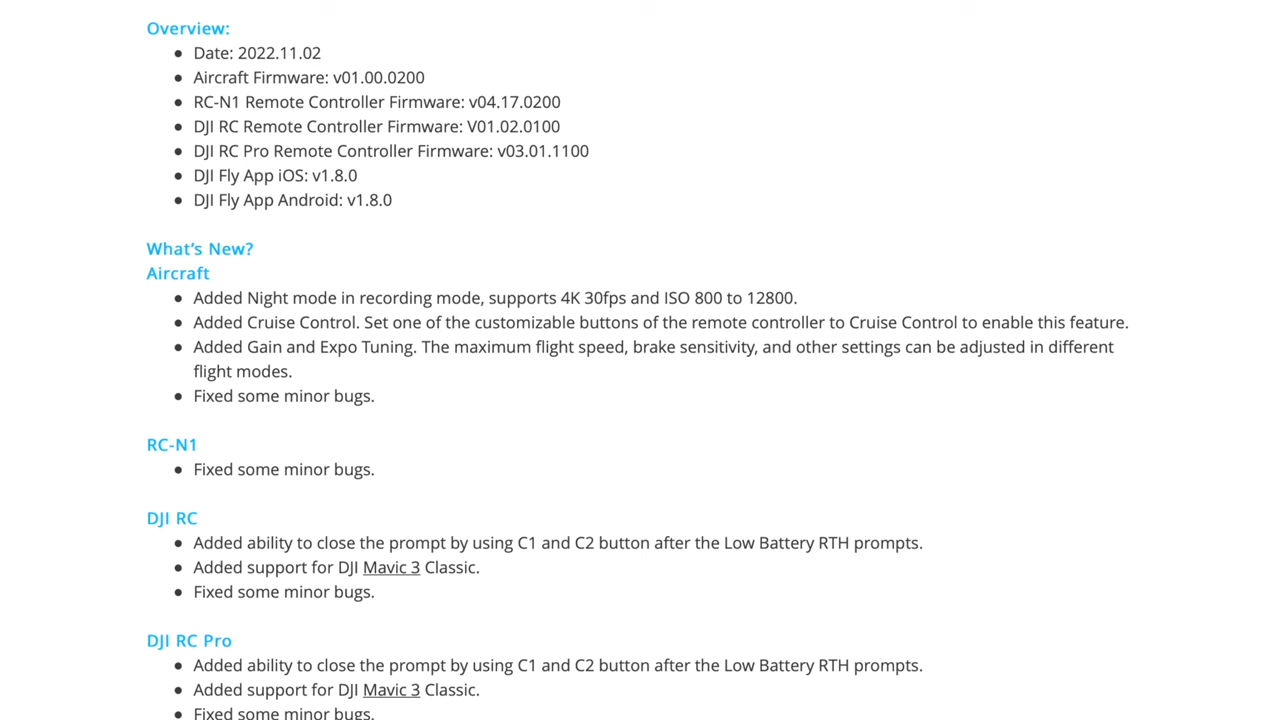 Overview:
• Date: 2022.11.02
• Aircraft Firmware: v01.00.0200
• RC-N1 Remote Controller Firmware: v04.17.0200
• DJI RC Remote Controller Firmware: V01.02.0100
• DJI RC Pro Remote Controller Firmware: v03.01.1100
• DJI Fly App iOS: v1.8.0
• DJI Fly App Android: v1.8.0
What's New?
Aircraft
• Added Night mode in recording mode, supports 4K 30fps and ISO 800 to 12800.
• Added Cruise Control. Set one of the customizable buttons of the remote controller to Cruise Control to enable this feature.
• Added Gain and Expo Tuning. The maximum flight speed, brake sensitivity, and other settings can be adjusted in different
flight modes.
• Fixed some minor bugs.
RC-N1
• Fixed some minor bugs.
DJI RC
• Added ability to close the prompt by using C1 and C2 button after the Low Battery RTH prompts.
• Added support for DJI Mavic 3 Classic.
• Fixed some minor bugs.
DJI RC Pro
• Added ability to close the prompt by using C1 and C2 button after the Low Battery RTH prompts.
• Added support for DJI Mavic 3 Classic.
• Fixed some minor bugs.